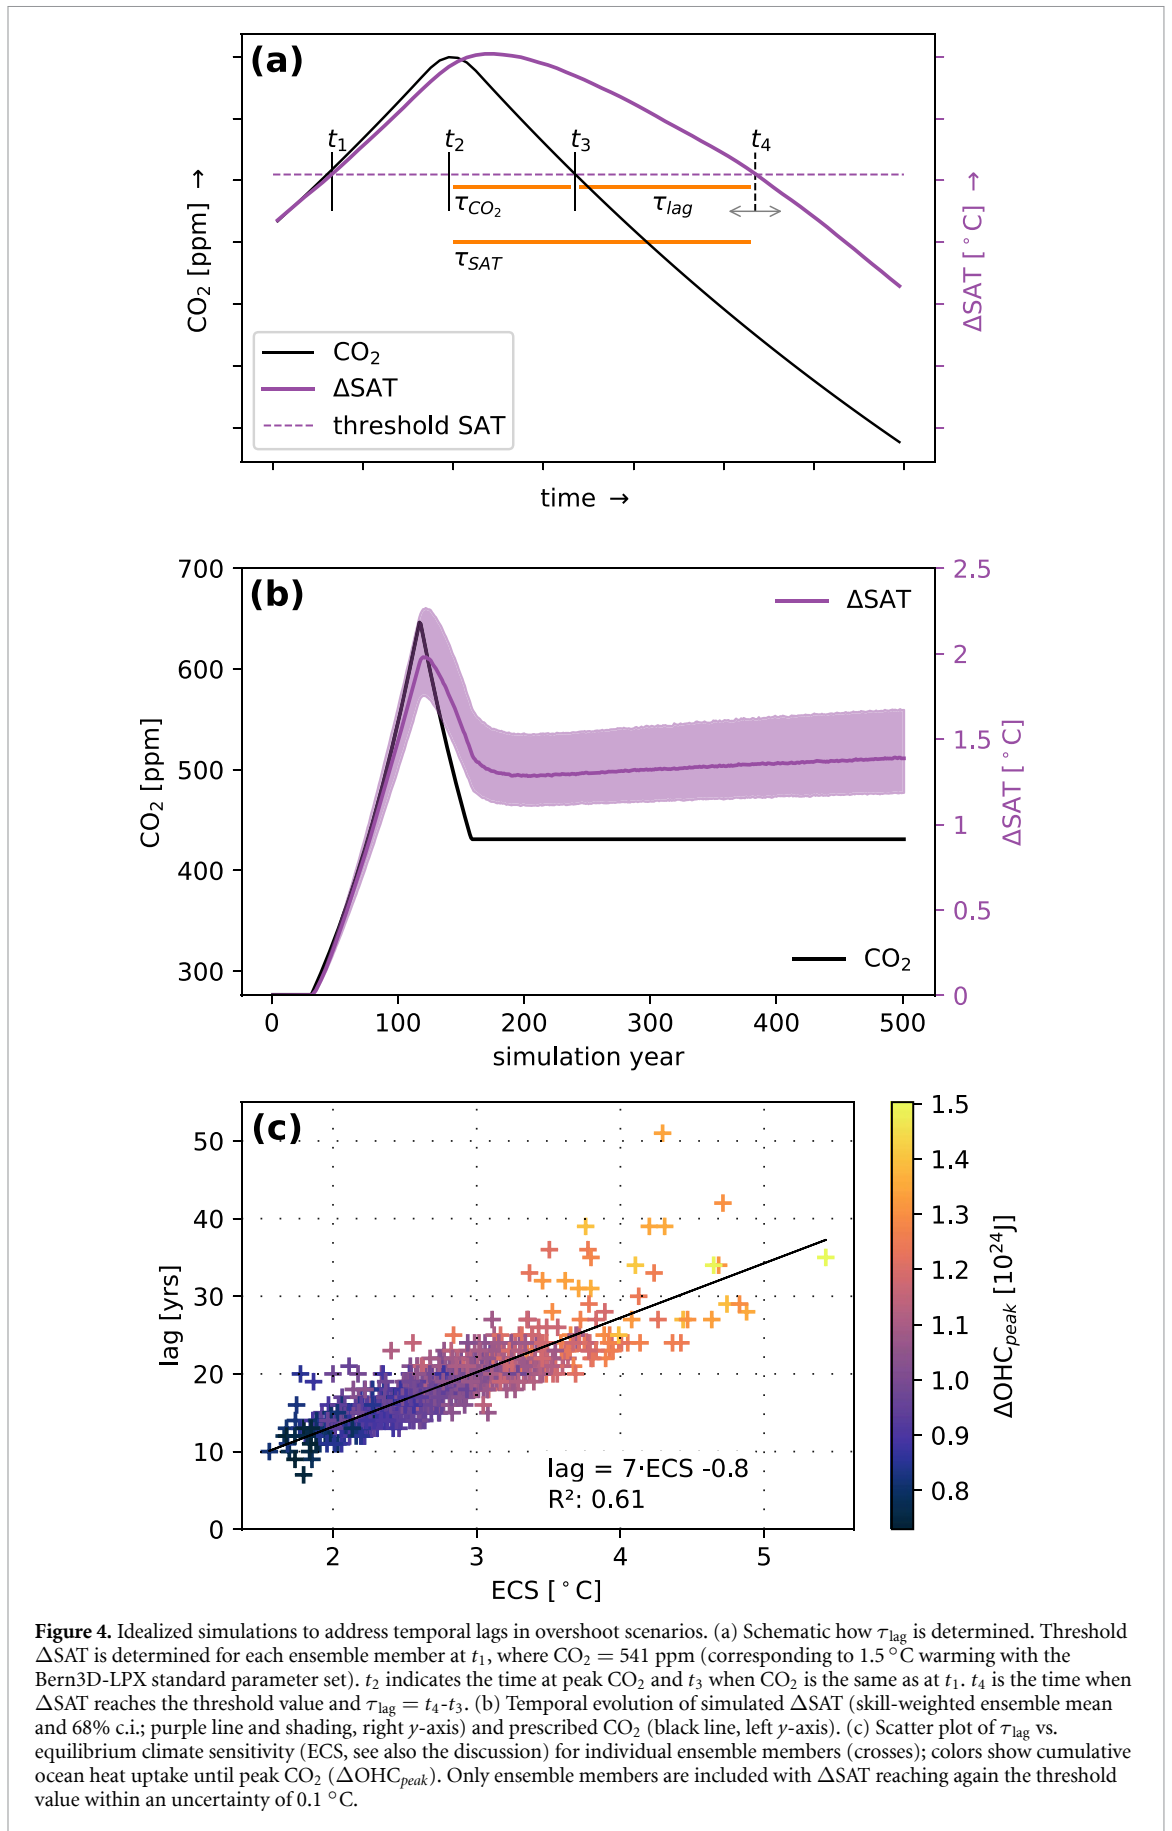 (a)
t1 t2 t3 t4
τCO2 τlag
τSAT
CO2 [ppm] →
ΔSAT [°C] →
CO2
ΔSAT
threshold SAT
time →
(b)
700
600
500
400
300
CO2 [ppm]
2.5
2
1.5
1
0.5
0
ΔSAT [°C]
ΔSAT
CO2
0 100 200 300 400 500
simulation year
(c)
50
40
30
20
10
0
lag [yrs]
lag = 7·ECS -0.8
R²: 0.61
2 3 4 5
ECS [°C]
1.5
1.4
1.3
1.2
1.1
1.0
0.9
0.8
ΔOHCpeak [10²⁴J]
Figure 4. Idealized simulations to address temporal lags in overshoot scenarios. (a) Schematic how τlag is determined. Threshold
ΔSAT is determined for each ensemble member at t1, where CO2 = 541 ppm (corresponding to 1.5 °C warming with the
Bern3D-LPX standard parameter set). t2 indicates the time at peak CO2 and t3 when CO2 is the same as at t1. t4 is the time when
ΔSAT reaches the threshold value and τlag = t4-t3. (b) Temporal evolution of simulated ΔSAT (skill-weighted ensemble mean
and 68% c.i.; purple line and shading, right y-axis) and prescribed CO2 (black line, left y-axis). (c) Scatter plot of τlag vs.
equilibrium climate sensitivity (ECS, see also the discussion) for individual ensemble members (crosses); colors show cumulative
ocean heat uptake until peak CO2 (ΔOHCpeak). Only ensemble members are included with ΔSAT reaching again the threshold
value within an uncertainty of 0.1 °C.